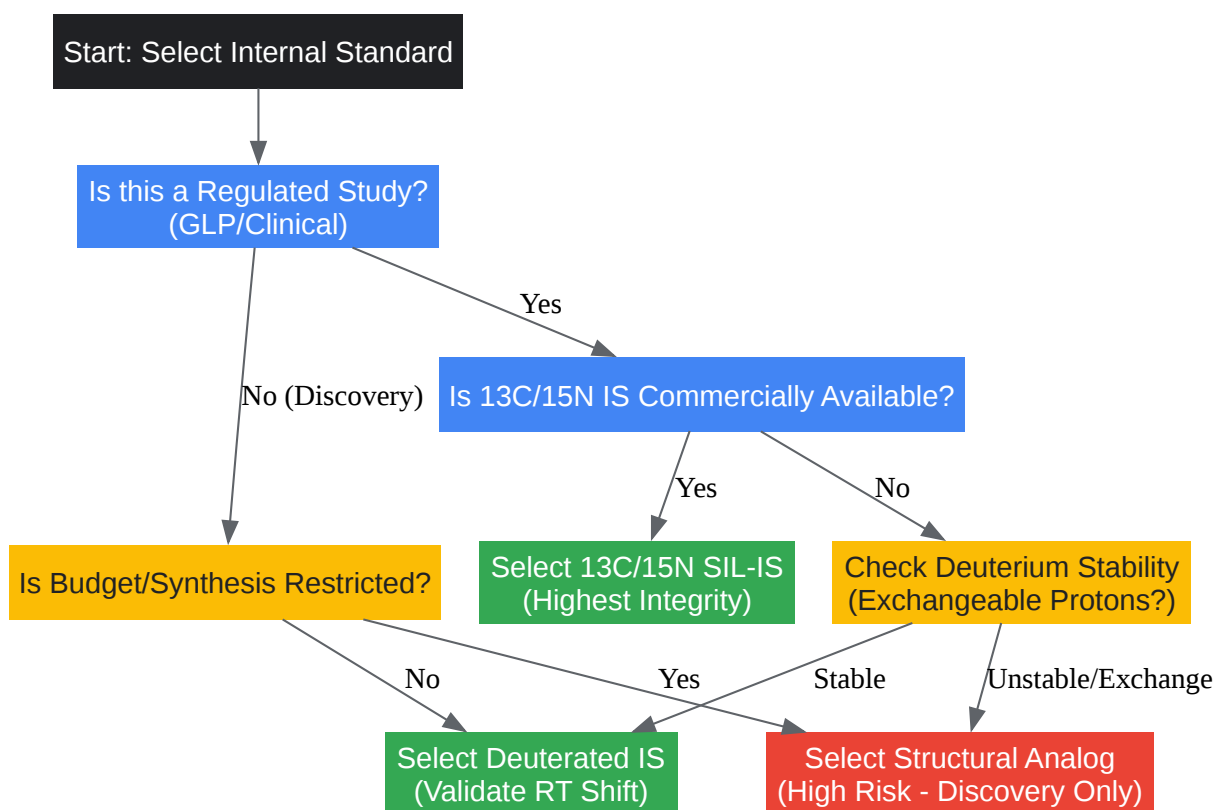 Start: Select Internal Standard
Is this a Regulated Study?
(GLP/Clinical)
Yes
No (Discovery)
Is 13C/15N IS Commercially Available?
Yes
No
Is Budget/Synthesis Restricted?
Select 13C/15N SIL-IS
(Highest Integrity)
Check Deuterium Stability
(Exchangeable Protons?)
No
Yes
Stable
Unstable/Exchange
Select Deuterated IS
(Validate RT Shift)
Select Structural Analog
(High Risk - Discovery Only)